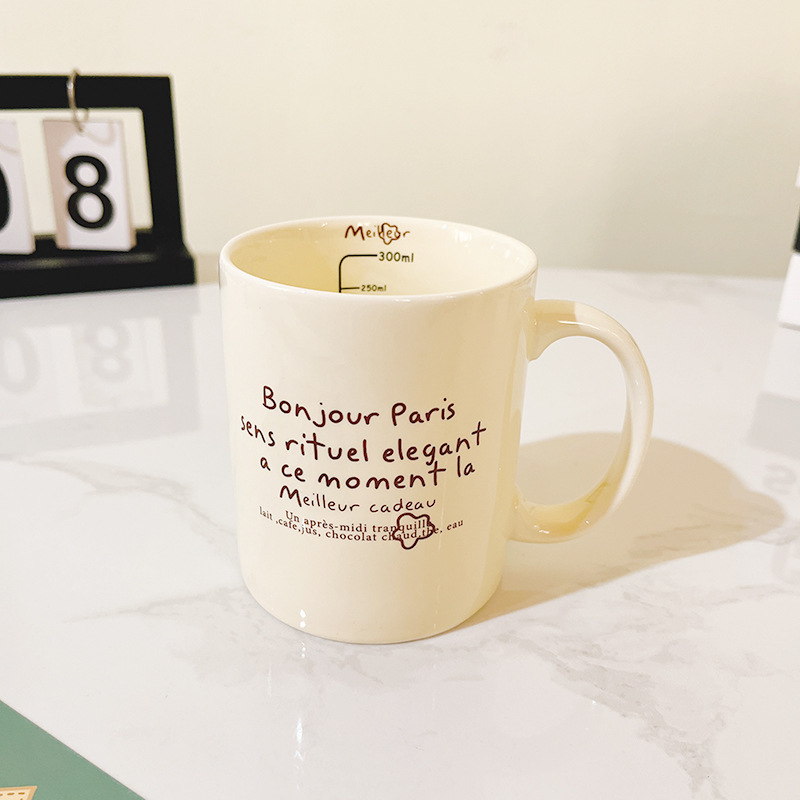 08
Meilleur
300ml
250ml
Bonjour Paris
sens rituel elegant
a ce moment la
Meilleur cadeau
Un après-midi tranquille
lait ,cafe,jus, chocolat chaud,the, eau